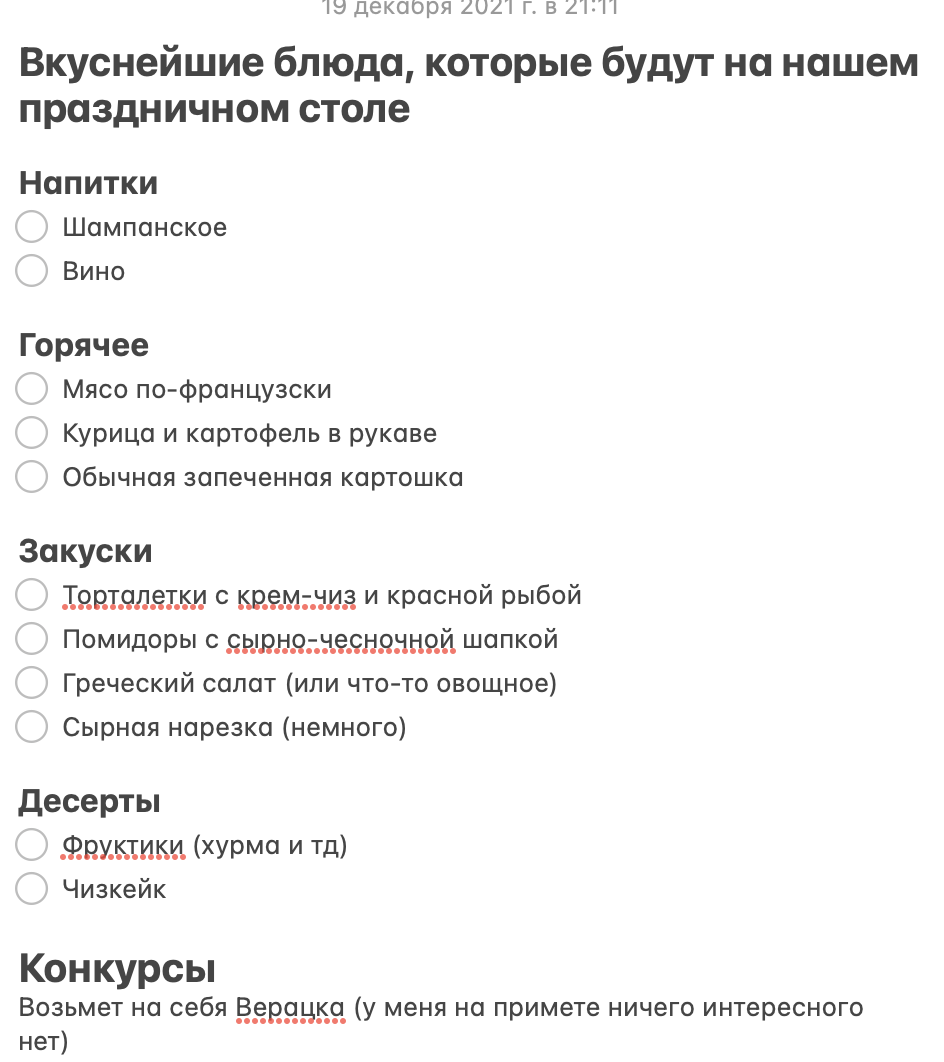 19 декабря 2021 г. в 21:11
Вкуснейшие блюда, которые будут на нашем
праздничном столе
Напитки
Шампанское
Вино
Горячее
Мясо по-французски
Курица и картофель в рукаве
Обычная запеченная картошка
Закуски
Торталетки с крем-чиз и красной рыбой
Помидоры с сырно-чесночной шапкой
Греческий салат (или что-то овощное)
Сырная нарезка (немного)
Десерты
Фруктики (хурма и тд)
Чизкейк
Конкурсы
Возьмет на себя Верацка (у меня на примете ничего интересного
нет)